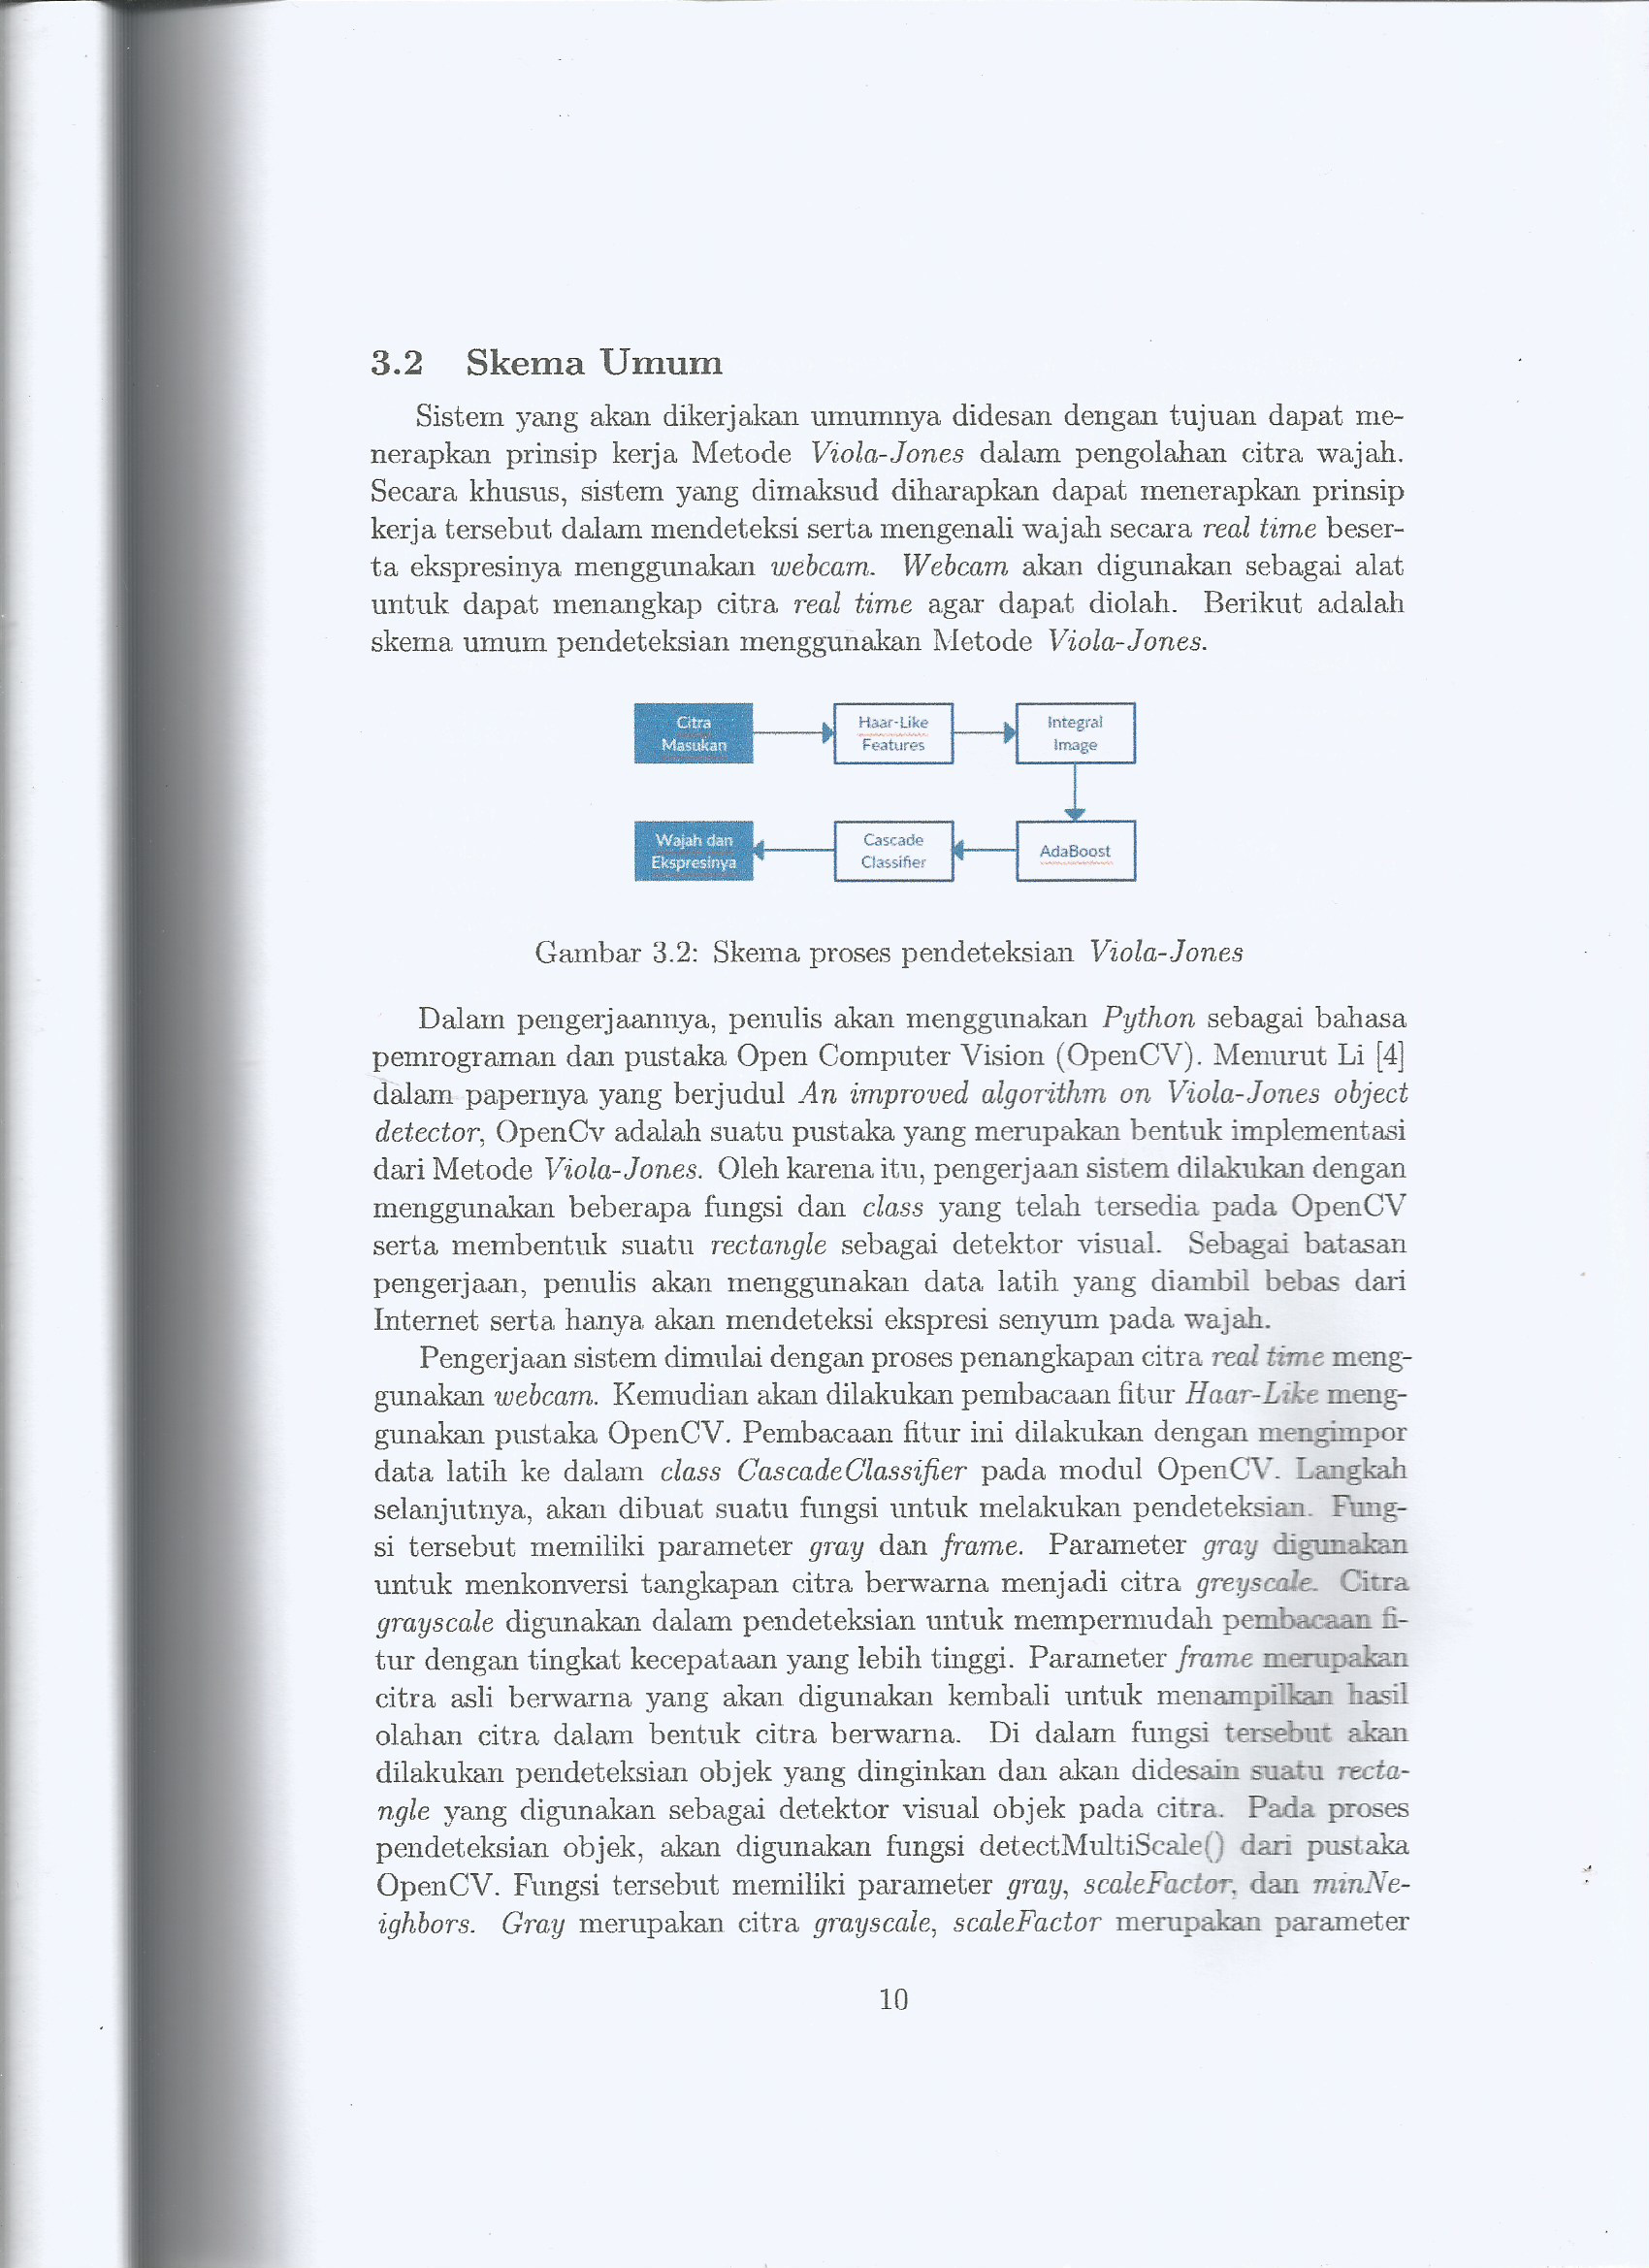 3.2 Skema Umum
Sistem yang akan dikerjakan umumnya didesan dengan tujuan dapat me-
nerapkan prinsip kerja Metode Viola-Jones dalam pengolahan citra wajah.
Secara khusus, sistem yang dimaksud diharapkan dapat menerapkan prinsip
kerja tersebut dalam mendeteksi serta mengenali wajah secara real time beser-
ta ekspresinya menggunakan webcam. Webcam akan digunakan sebagai alat
untuk dapat menangkap citra real time agar dapat diolah. Berikut adalah
skema umum pendeteksian menggunakan Metode Viola-Jones.
Citra
Masukan
Haar-Like
Features
Integral
Image
Wajah dan
Ekspresinya
Cascade
Classifier
AdaBoost
Gambar 3.2: Skema proses pendeteksian Viola-Jones
Dalam pengerjaannya, penulis akan menggunakan Python sebagai bahasa
pemrograman dan pustaka Open Computer Vision (OpenCV). Menurut Li [4]
dalam papernya yang berjudul An improved algorithm on Viola-Jones object
detector, OpenCv adalah suatu pustaka yang merupakan bentuk implementasi
dari Metode Viola-Jones. Oleh karena itu, pengerjaan sistem dilakukan dengan
menggunakan beberapa fungsi dan class yang telah tersedia pada OpenCV
serta membentuk suatu rectangle sebagai detektor visual. Sebagai batasan
pengerjaan, penulis akan menggunakan data latih yang diambil bebas dari
Internet serta hanya akan mendeteksi ekspresi senyum pada wajah.
Pengerjaan sistem dimulai dengan proses penangkapan citra real time meng-
gunakan webcam. Kemudian akan dilakukan pembacaan fitur Haar-Like meng-
gunakan pustaka OpenCV. Pembacaan fitur ini dilakukan dengan mengimpor
data latih ke dalam class CascadeClassifier pada modul OpenCV. Langkah
selanjutnya, akan dibuat suatu fungsi untuk melakukan pendeteksian. Fung-
si tersebut memiliki parameter gray dan frame. Parameter gray digunakan
untuk menkonversi tangkapan citra berwarna menjadi citra greyscale. Citra
grayscale digunakan dalam pendeteksian untuk mempermudah pembacaan fi-
tur dengan tingkat kecepataan yang lebih tinggi. Parameter frame merupakan
citra asli berwarna yang akan digunakan kembali untuk menampilkan hasil
olahan citra dalam bentuk citra berwarna. Di dalam fungsi tersebut akan
dilakukan pendeteksian objek yang dinginkan dan akan didesain suatu recta-
ngle yang digunakan sebagai detektor visual objek pada citra. Pada proses
pendeteksian objek, akan digunakan fungsi detectMultiScale() dari pustaka
OpenCV. Fungsi tersebut memiliki parameter gray, scaleFactor, dan minNe-
ighbors. Gray merupakan citra grayscale, scaleFactor merupakan parameter
10